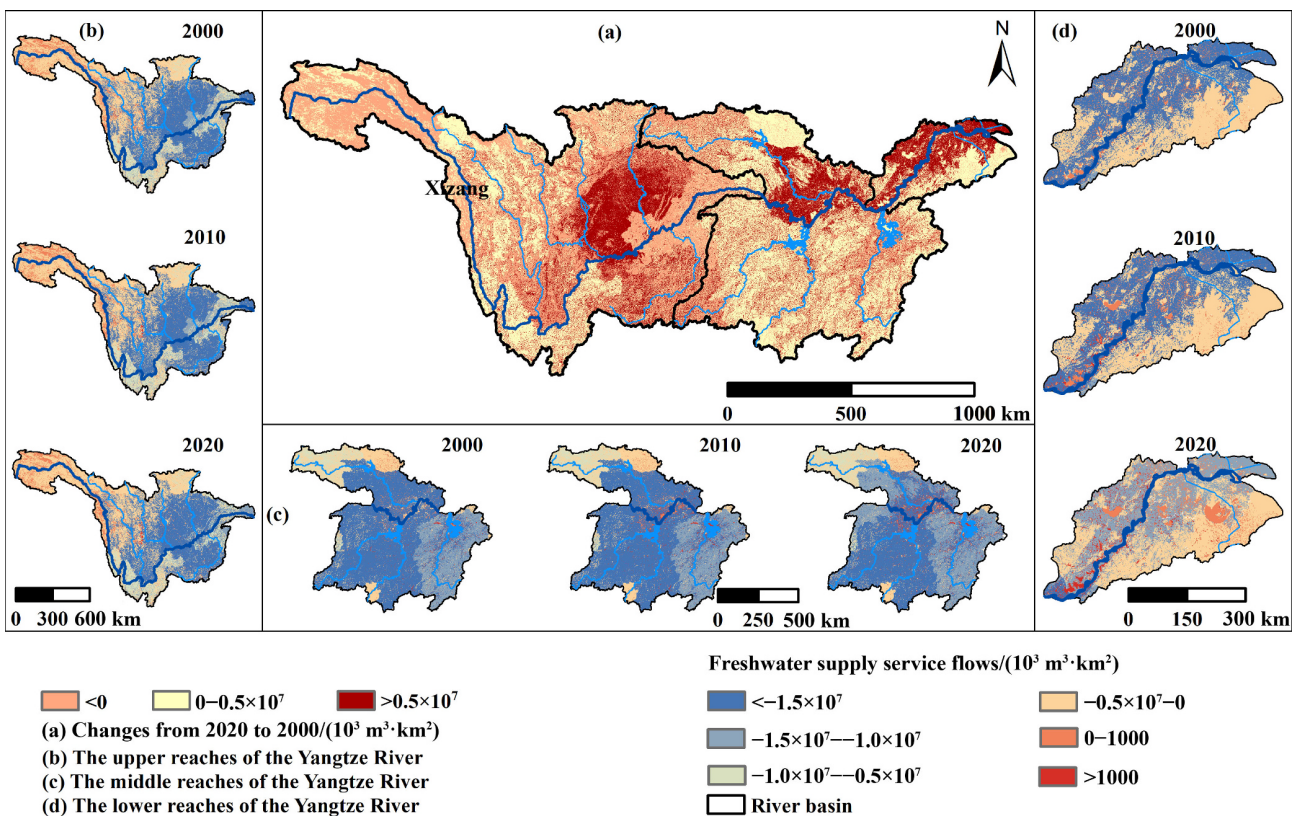 (b)
2000
2010
2020
0 300 600 km
(a)
N
Xizang
0 500 1000 km
(c)
2000
2010
2020
0 250 500 km
(d)
2000
2010
2020
0 150 300 km
<0
0−0.5×10⁷
>0.5×10⁷
(a) Changes from 2020 to 2000/(10³ m³·km²)
(b) The upper reaches of the Yangtze River
(c) The middle reaches of the Yangtze River
(d) The lower reaches of the Yangtze River
Freshwater supply service flows/(10³ m³·km²)
<−1.5×10⁷
−1.5×10⁷−−1.0×10⁷
−1.0×10⁷−−0.5×10⁷
River basin
−0.5×10⁷−0
0−1000
>1000